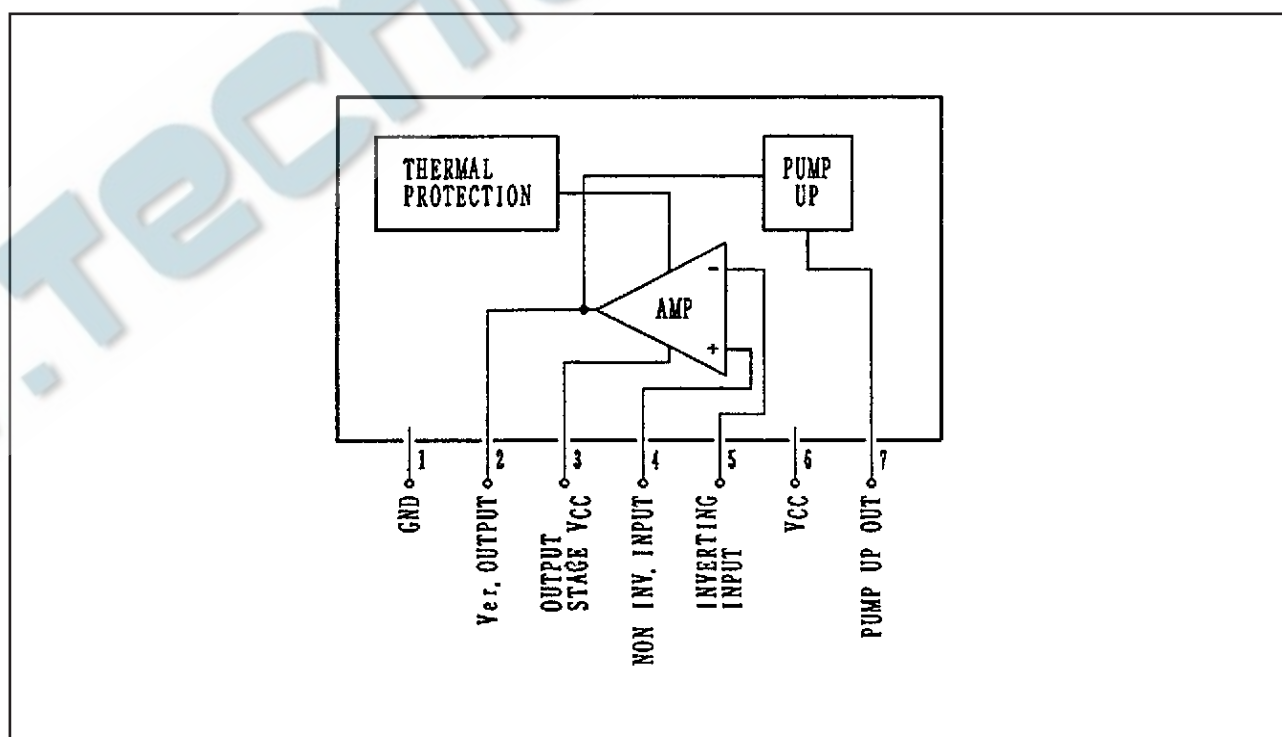 .Techni
THERMAL
PROTECTION
PUMP
UP
-
AMP
+
1
2
3
4
5
6
7
GND
Ver. OUTPUT
OUTPUT
STAGE VCC
NON INV. INPUT
INVERTING
INPUT
VCC
PUMP UP OUT